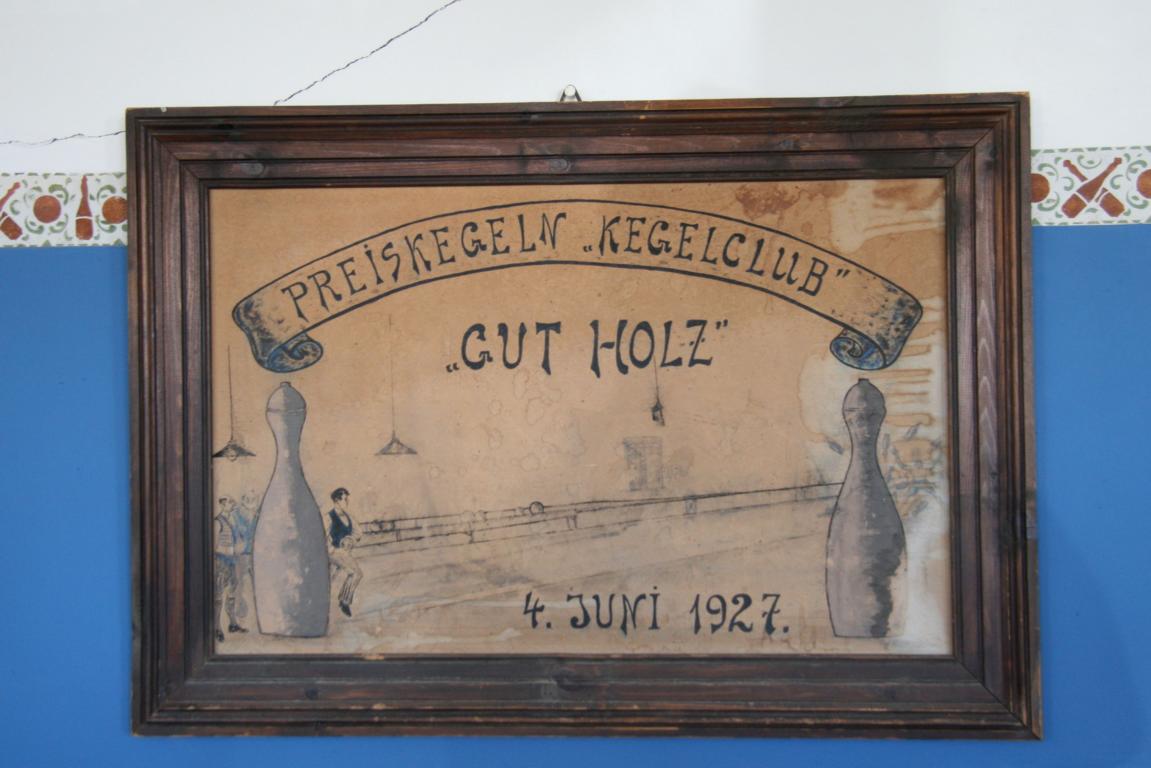 PREISKEGELN „KEGELCLUB"
„GUT HOLZ"
4. JUNI 1927.